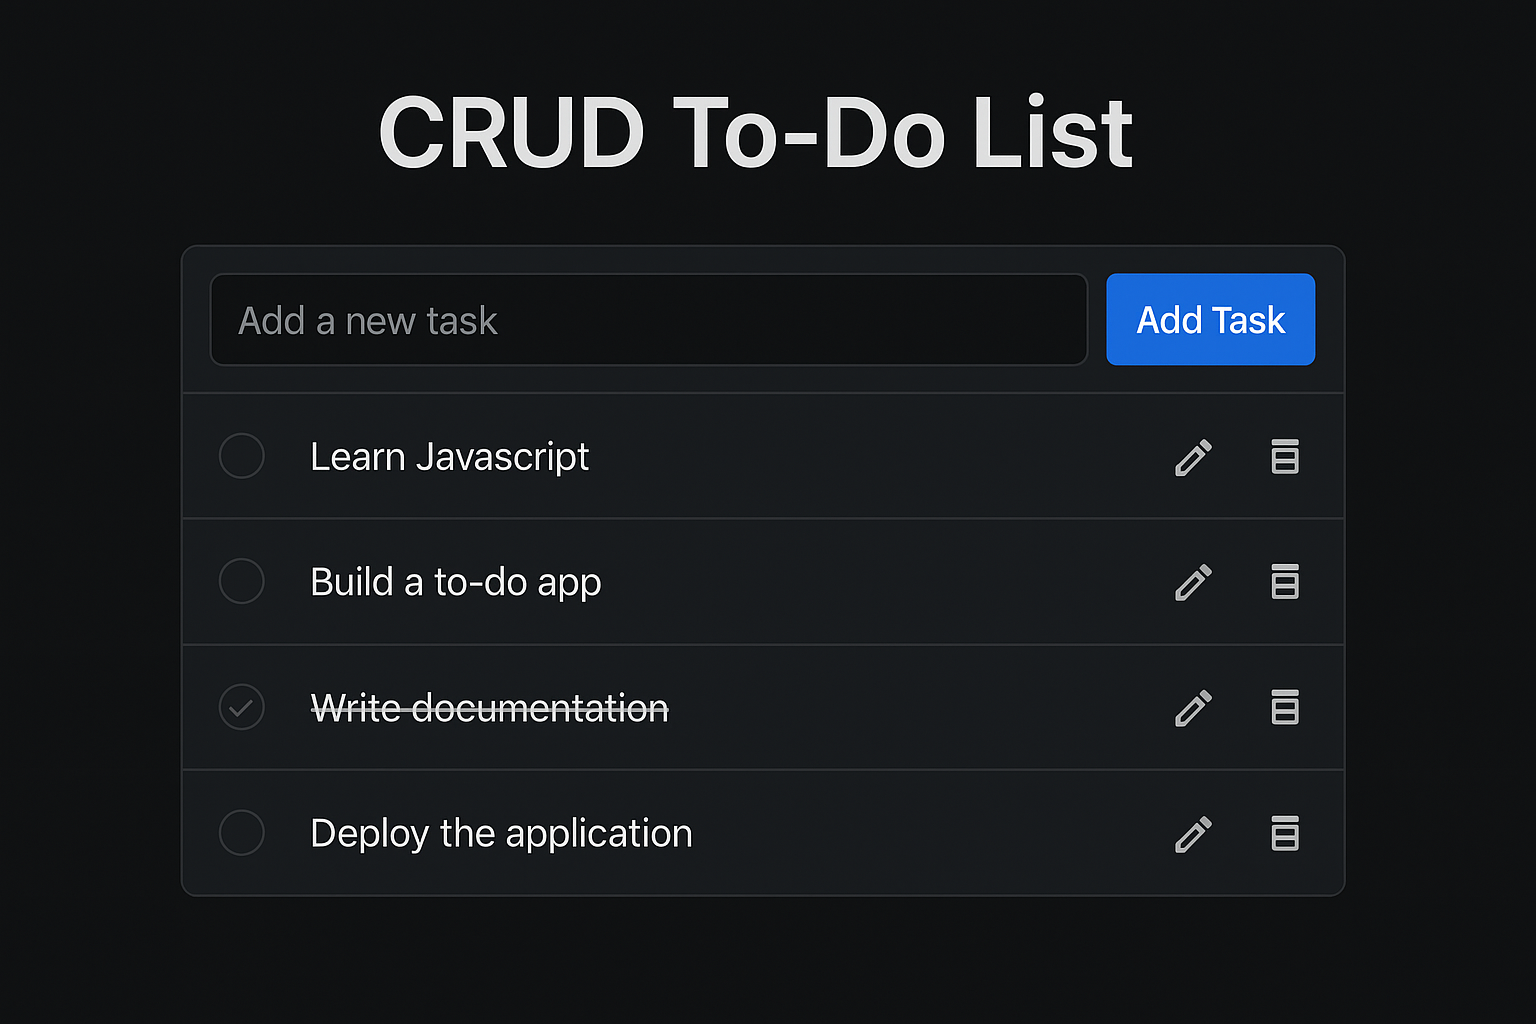 CRUD To-Do List
Add a new task
Add Task
Learn Javascript
Build a to-do app
Write documentation
Deploy the application